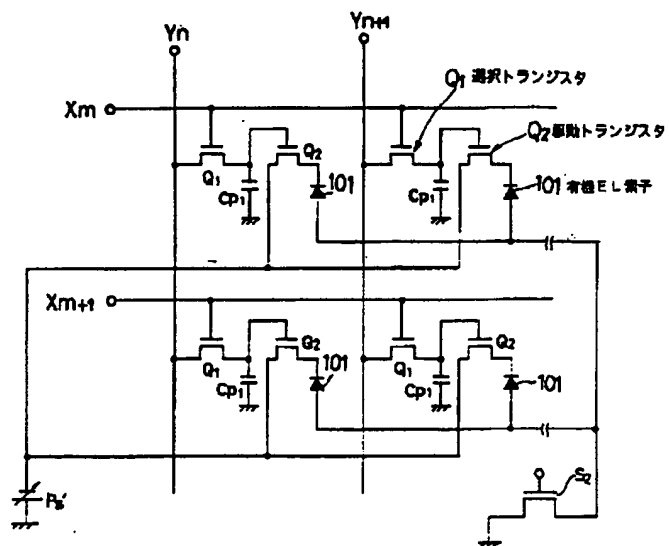 Yn
Yn+1
Xm
Q1 選択トランジスタ
Q2 駆動トランジスタ
Q1
Q2
Cp1
101
Cp1
101 有機EL素子
Xm+1
Q1
Q2
Cp1
101
Q1
Q2
Cp1
101
Ps'
S2